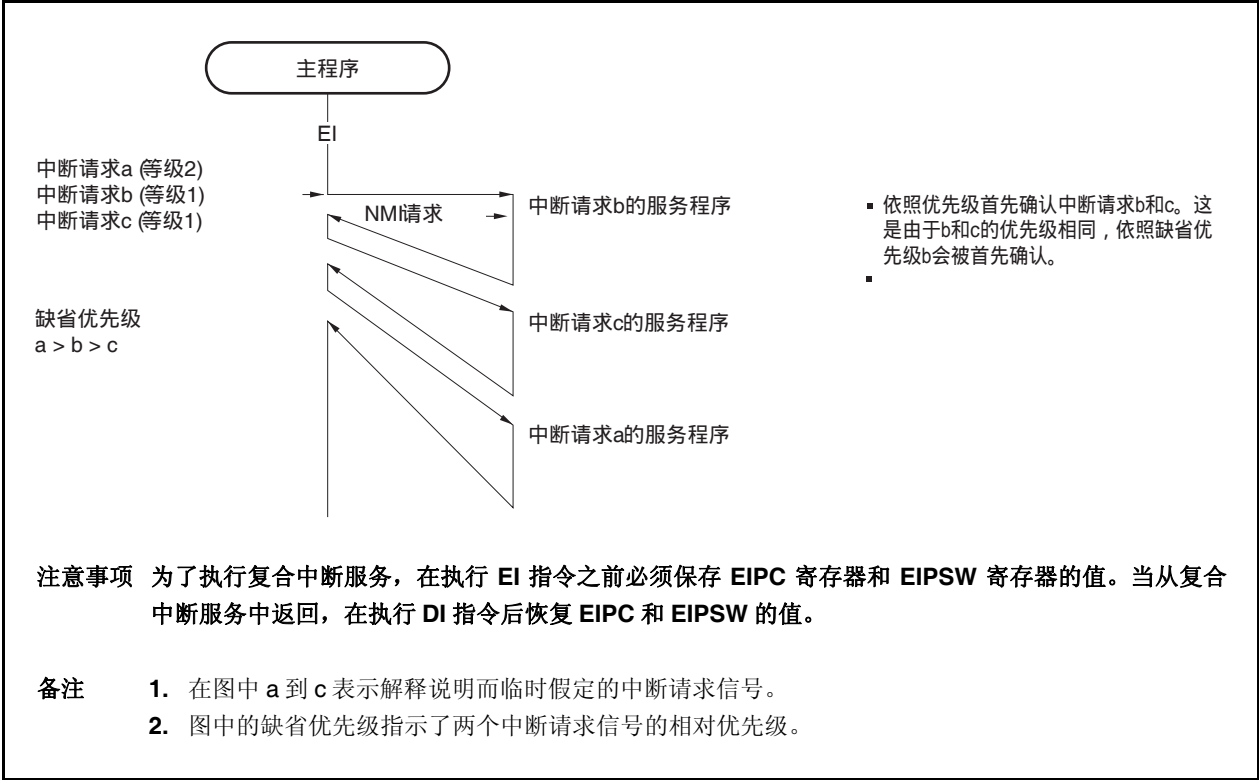 主程序
EI
中断请求a (等级2)
中断请求b (等级1)
中断请求c (等级1)
NMI请求
中断请求b的服务程序
▪ 依照优先级首先确认中断请求b和c。这
是由于b和c的优先级相同，依照缺省优
先级b会被首先确认。
▪
缺省优先级
a > b > c
中断请求c的服务程序
中断请求a的服务程序
注意事项 为了执行复合中断服务，在执行 EI 指令之前必须保存 EIPC 寄存器和 EIPSW 寄存器的值。当从复合
中断服务中返回，在执行 DI 指令后恢复 EIPC 和 EIPSW 的值。
备注 1. 在图中 a 到 c 表示解释说明而临时假定的中断请求信号。
2. 图中的缺省优先级指示了两个中断请求信号的相对优先级。